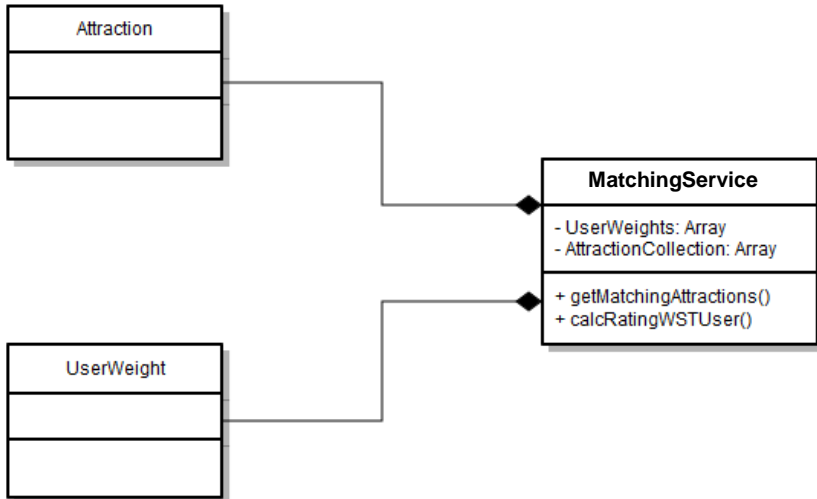 Attraction
MatchingService
- UserWeights: Array
- AttractionCollection: Array
+ getMatchingAttractions()
+ calcRatingWSTUser()
UserWeight